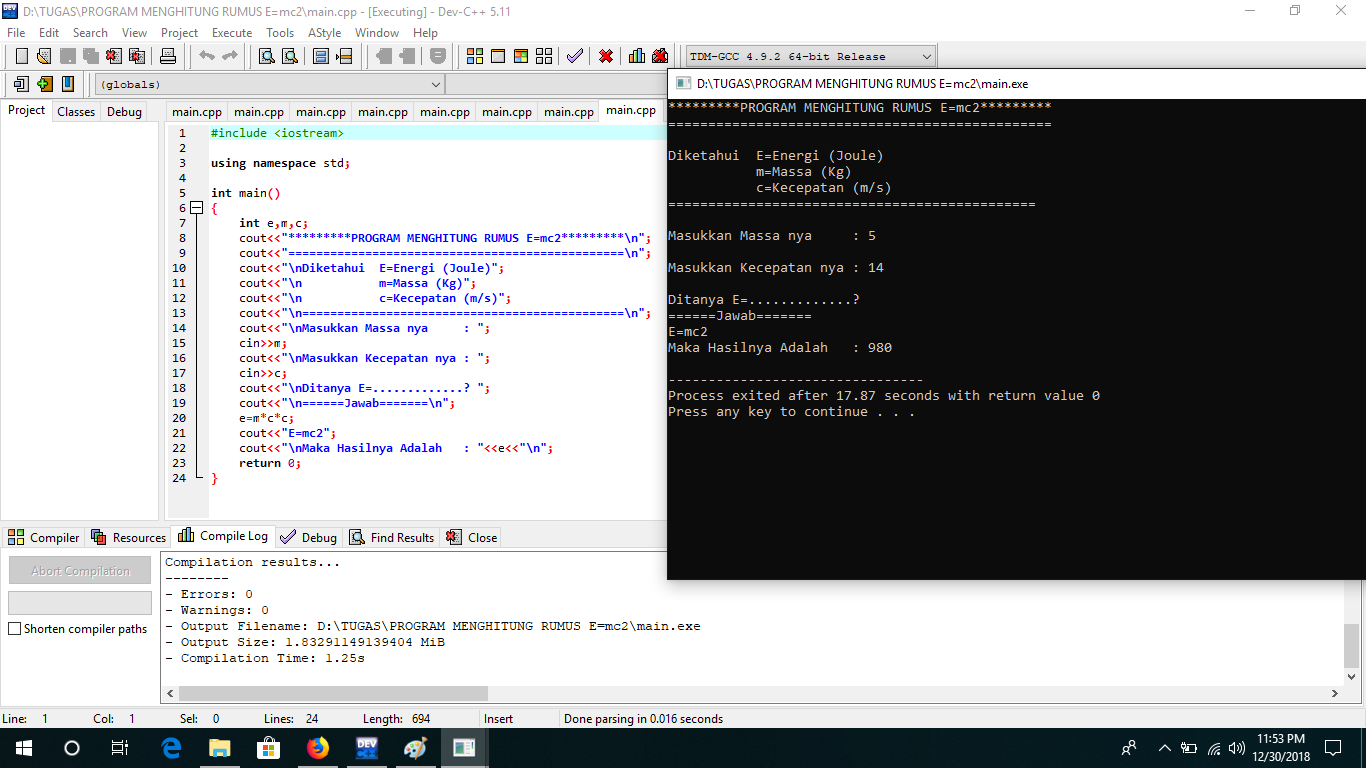 D:\TUGAS\PROGRAM MENGHITUNG RUMUS E=mc2\main.cpp - [Executing] - Dev-C++ 5.11
File Edit Search View Project Execute Tools AStyle Window Help
TDM-GCC 4.9.2 64-bit Release
(globals)
Project Classes Debug
main.cpp main.cpp main.cpp main.cpp main.cpp main.cpp main.cpp main.cpp
1 #include <iostream>
2
3 using namespace std;
4
5 int main()
6 {
7 int e,m,c;
8 cout<<"*********PROGRAM MENGHITUNG RUMUS E=mc2*********\n";
9 cout<<"================================================\n";
10 cout<<"\nDiketahui  E=Energi (Joule)";
11 cout<<"\n           m=Massa (Kg)";
12 cout<<"\n           c=Kecepatan (m/s)";
13 cout<<"\n==============================================\n";
14 cout<<"\nMasukkan Massa nya     : ";
15 cin>>m;
16 cout<<"\nMasukkan Kecepatan nya : ";
17 cin>>c;
18 cout<<"\nDitanya E=.............? ";
19 cout<<"\n======Jawab=======\n";
20 e=m*c*c;
21 cout<<"E=mc2";
22 cout<<"\nMaka Hasilnya Adalah   : "<<e<<"\n";
23 return 0;
24 }
D:\TUGAS\PROGRAM MENGHITUNG RUMUS E=mc2\main.exe
*********PROGRAM MENGHITUNG RUMUS E=mc2*********
================================================
Diketahui  E=Energi (Joule)
m=Massa (Kg)
c=Kecepatan (m/s)
==============================================
Masukkan Massa nya     : 5
Masukkan Kecepatan nya : 14
Ditanya E=.............?
======Jawab=======
E=mc2
Maka Hasilnya Adalah   : 980
--------------------------------
Process exited after 17.87 seconds with return value 0
Press any key to continue . . .
Compiler Resources Compile Log Debug Find Results Close
Abort Compilation
Shorten compiler paths
Compilation results...
--------
- Errors: 0
- Warnings: 0
- Output Filename: D:\TUGAS\PROGRAM MENGHITUNG RUMUS E=mc2\main.exe
- Output Size: 1.83291149139404 MiB
- Compilation Time: 1.25s
Line: 1 Col: 1 Sel: 0 Lines: 24 Length: 694 Insert Done parsing in 0.016 seconds
DEV
11:53 PM
12/30/2018